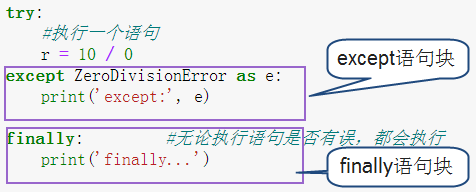 try:
    #执行一个语句
    r = 10 / 0
except ZeroDivisionError as e:
    print('except:', e)
except语句块
finally:        #无论执行语句是否有误，都会执行
    print('finally...')
finally语句块